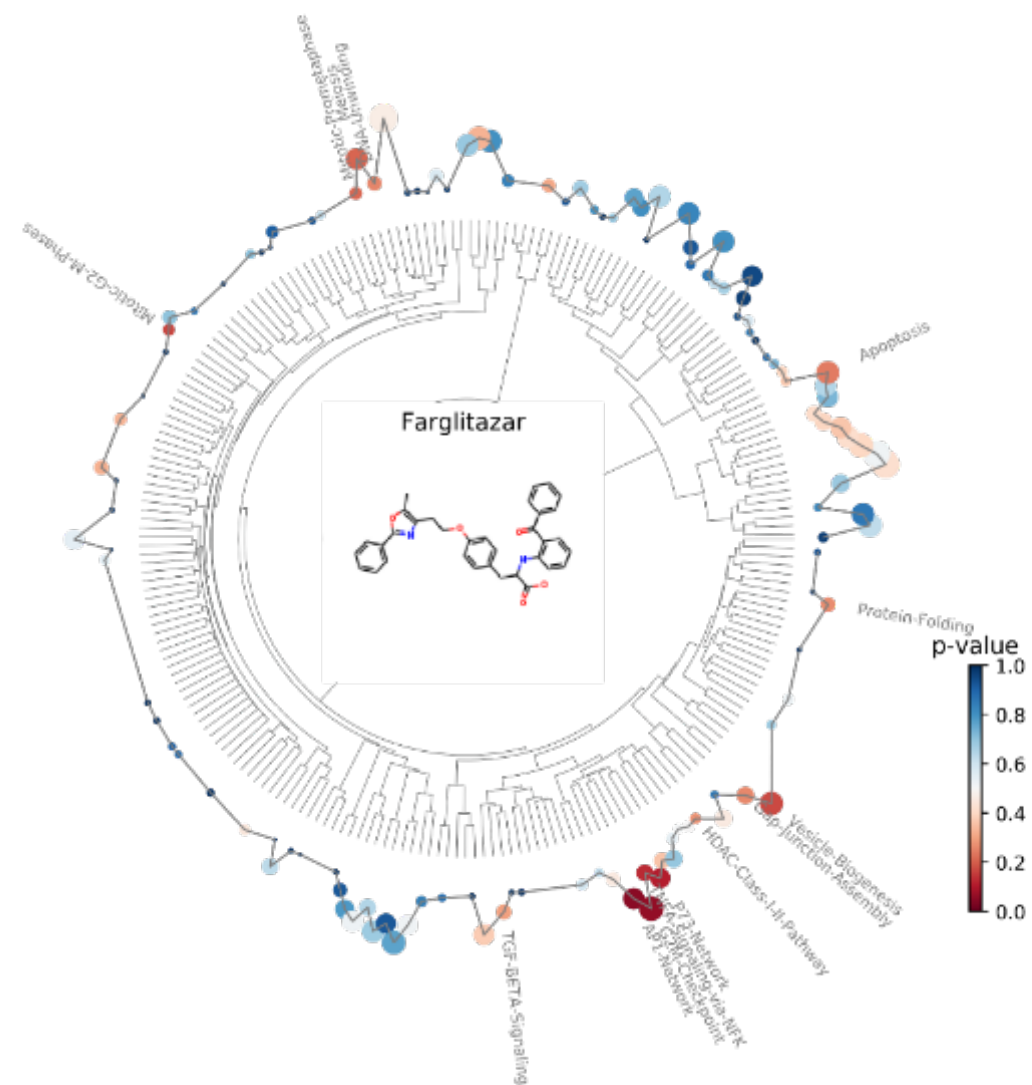 Mitotic-Prometaphase
Meiosis
DNA-Unwinding
Mitotic-G2-M-Phases
Apoptosis
Farglitazar
Protein-Folding
p-value
1.0
0.8
0.6
0.4
0.2
0.0
Vesicle-Biogenesis
Gap-Junction-Assembly
HDAC-Class-I-II-Pathway
P73-Network
Signaling-via-NFK
Checkpoint
AP1-Network
TGF-BETA-Signaling